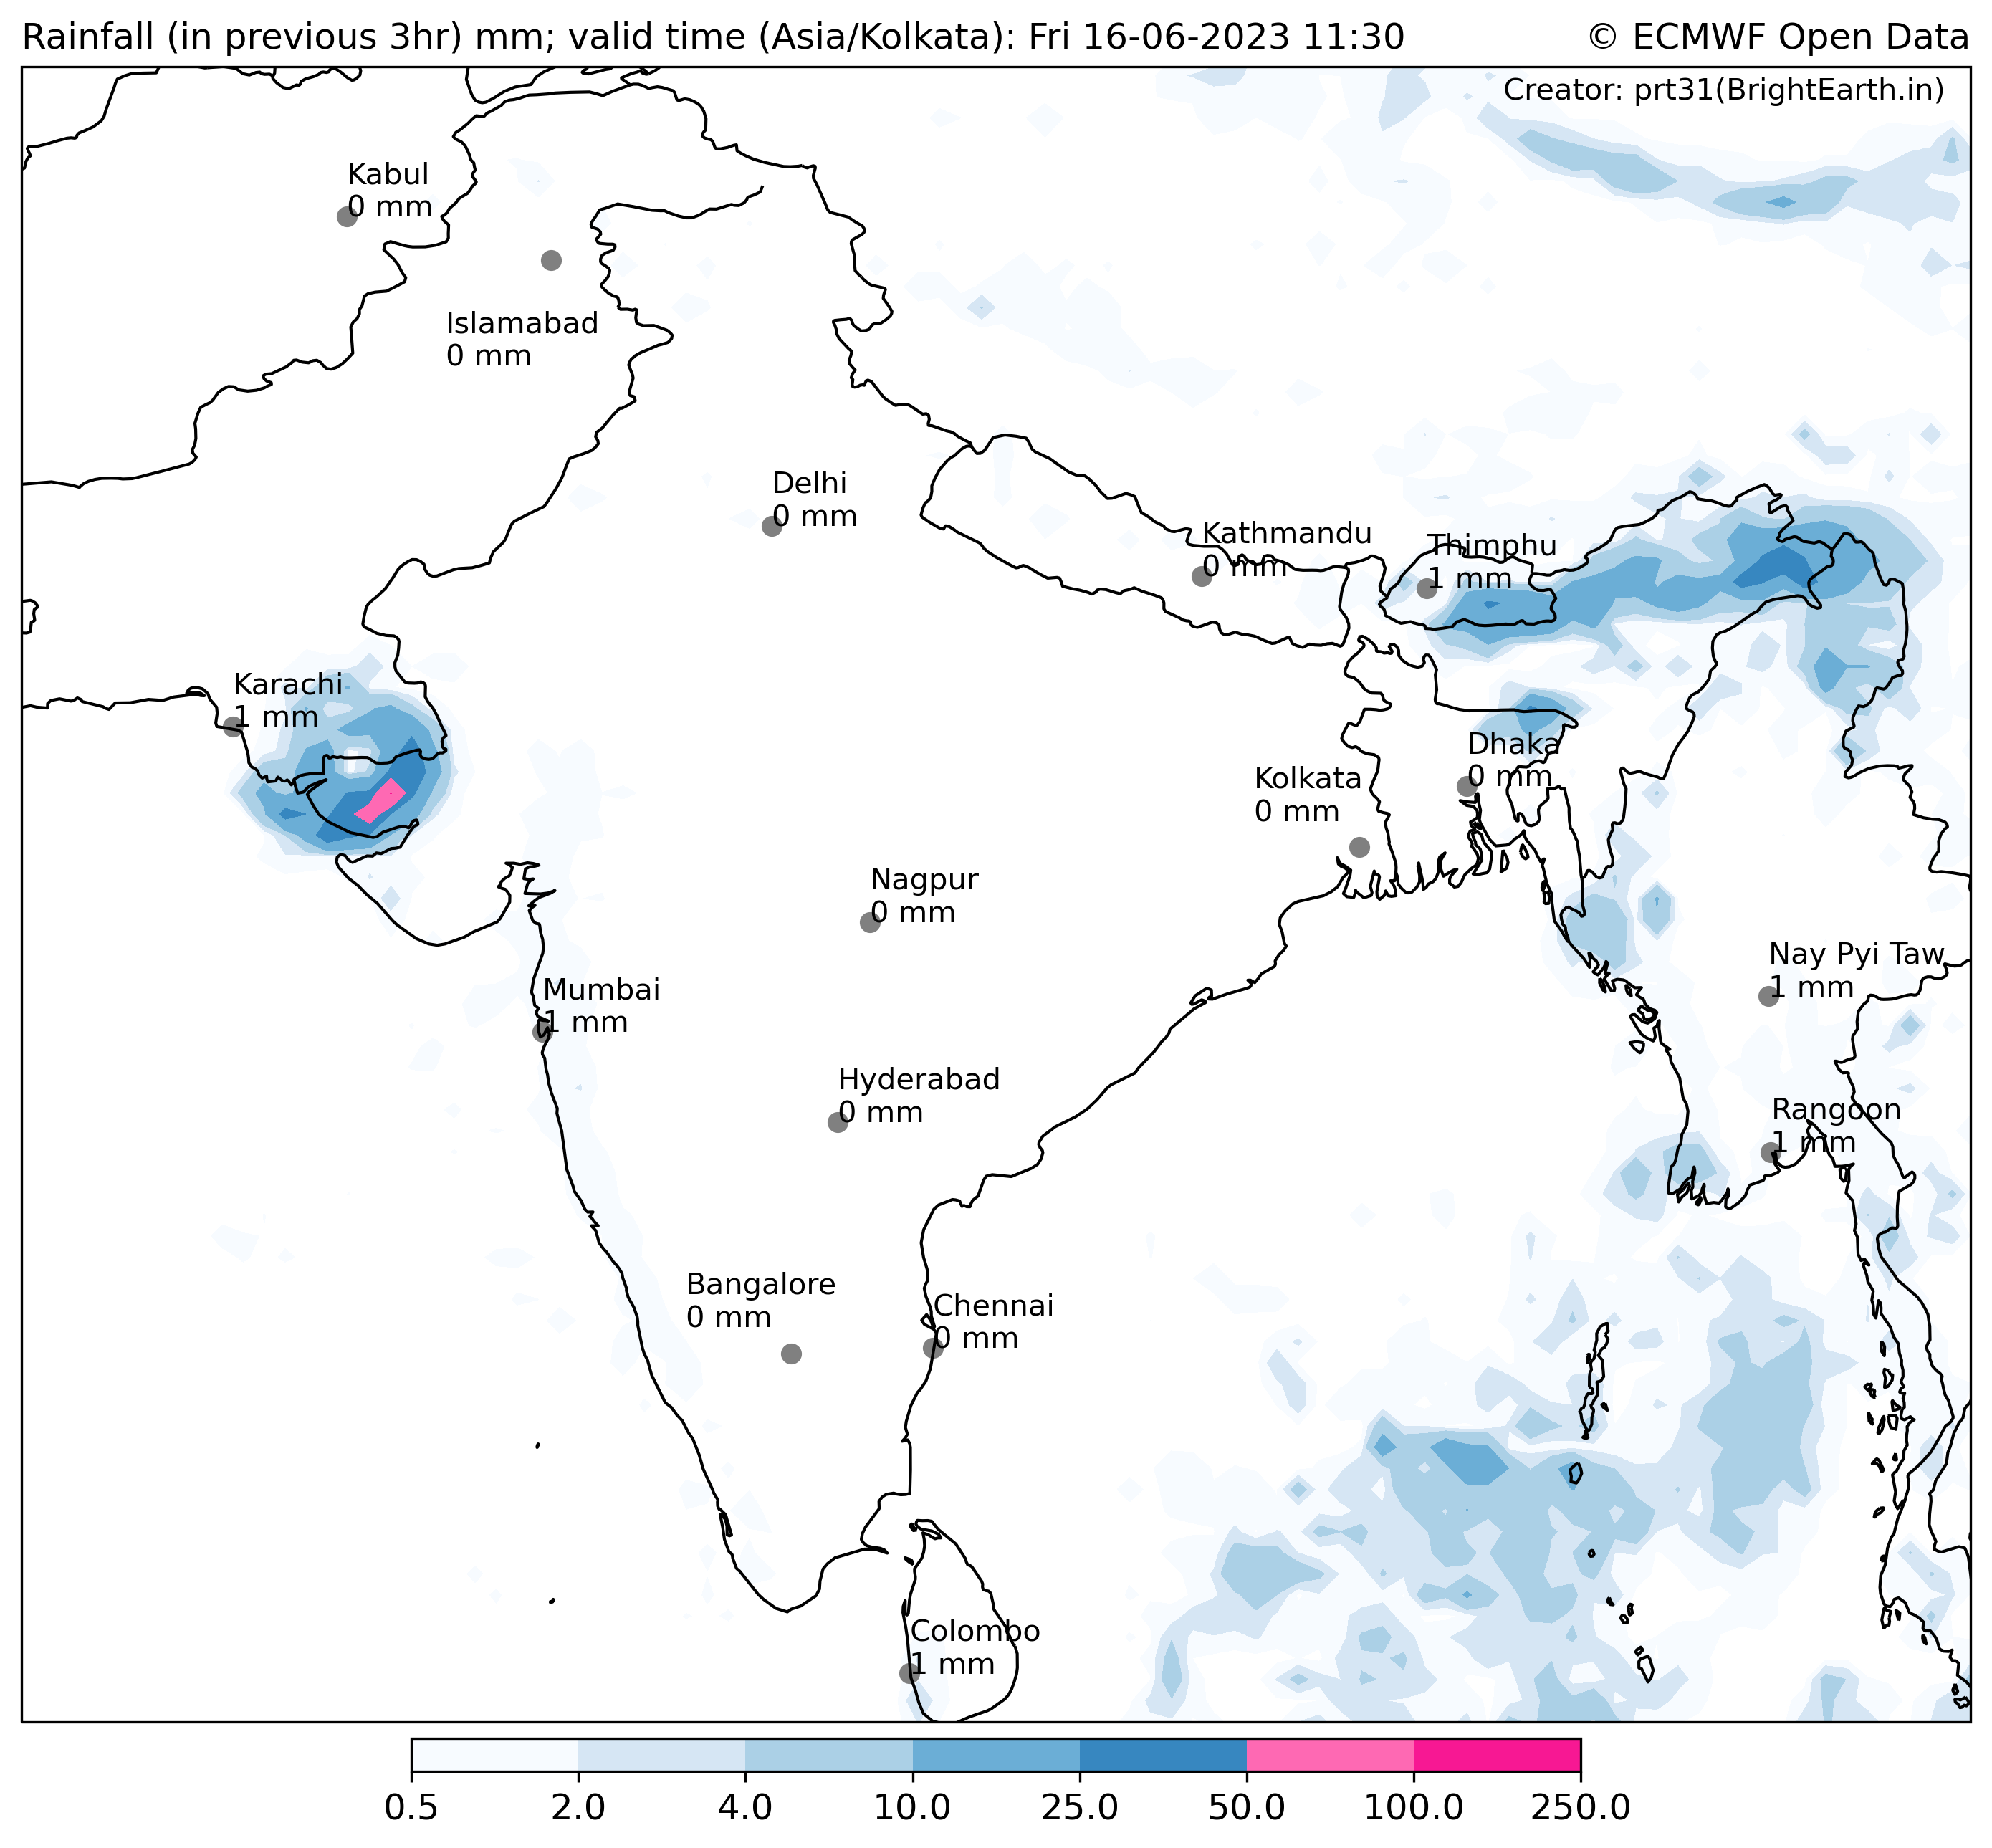 Rainfall (in previous 3hr) mm; valid time (Asia/Kolkata): Fri 16-06-2023 11:30
© ECMWF Open Data
Creator: prt31(BrightEarth.in)
Kabul
0 mm
Islamabad
0 mm
Delhi
0 mm
Kathmandu
0 mm
Thimphu
1 mm
Karachi
1 mm
Dhaka
0 mm
Kolkata
0 mm
Nagpur
0 mm
Nay Pyi Taw
1 mm
Mumbai
1 mm
Hyderabad
0 mm
Rangoon
1 mm
Bangalore
0 mm
Chennai
0 mm
Colombo
1 mm
0.5 2.0 4.0 10.0 25.0 50.0 100.0 250.0